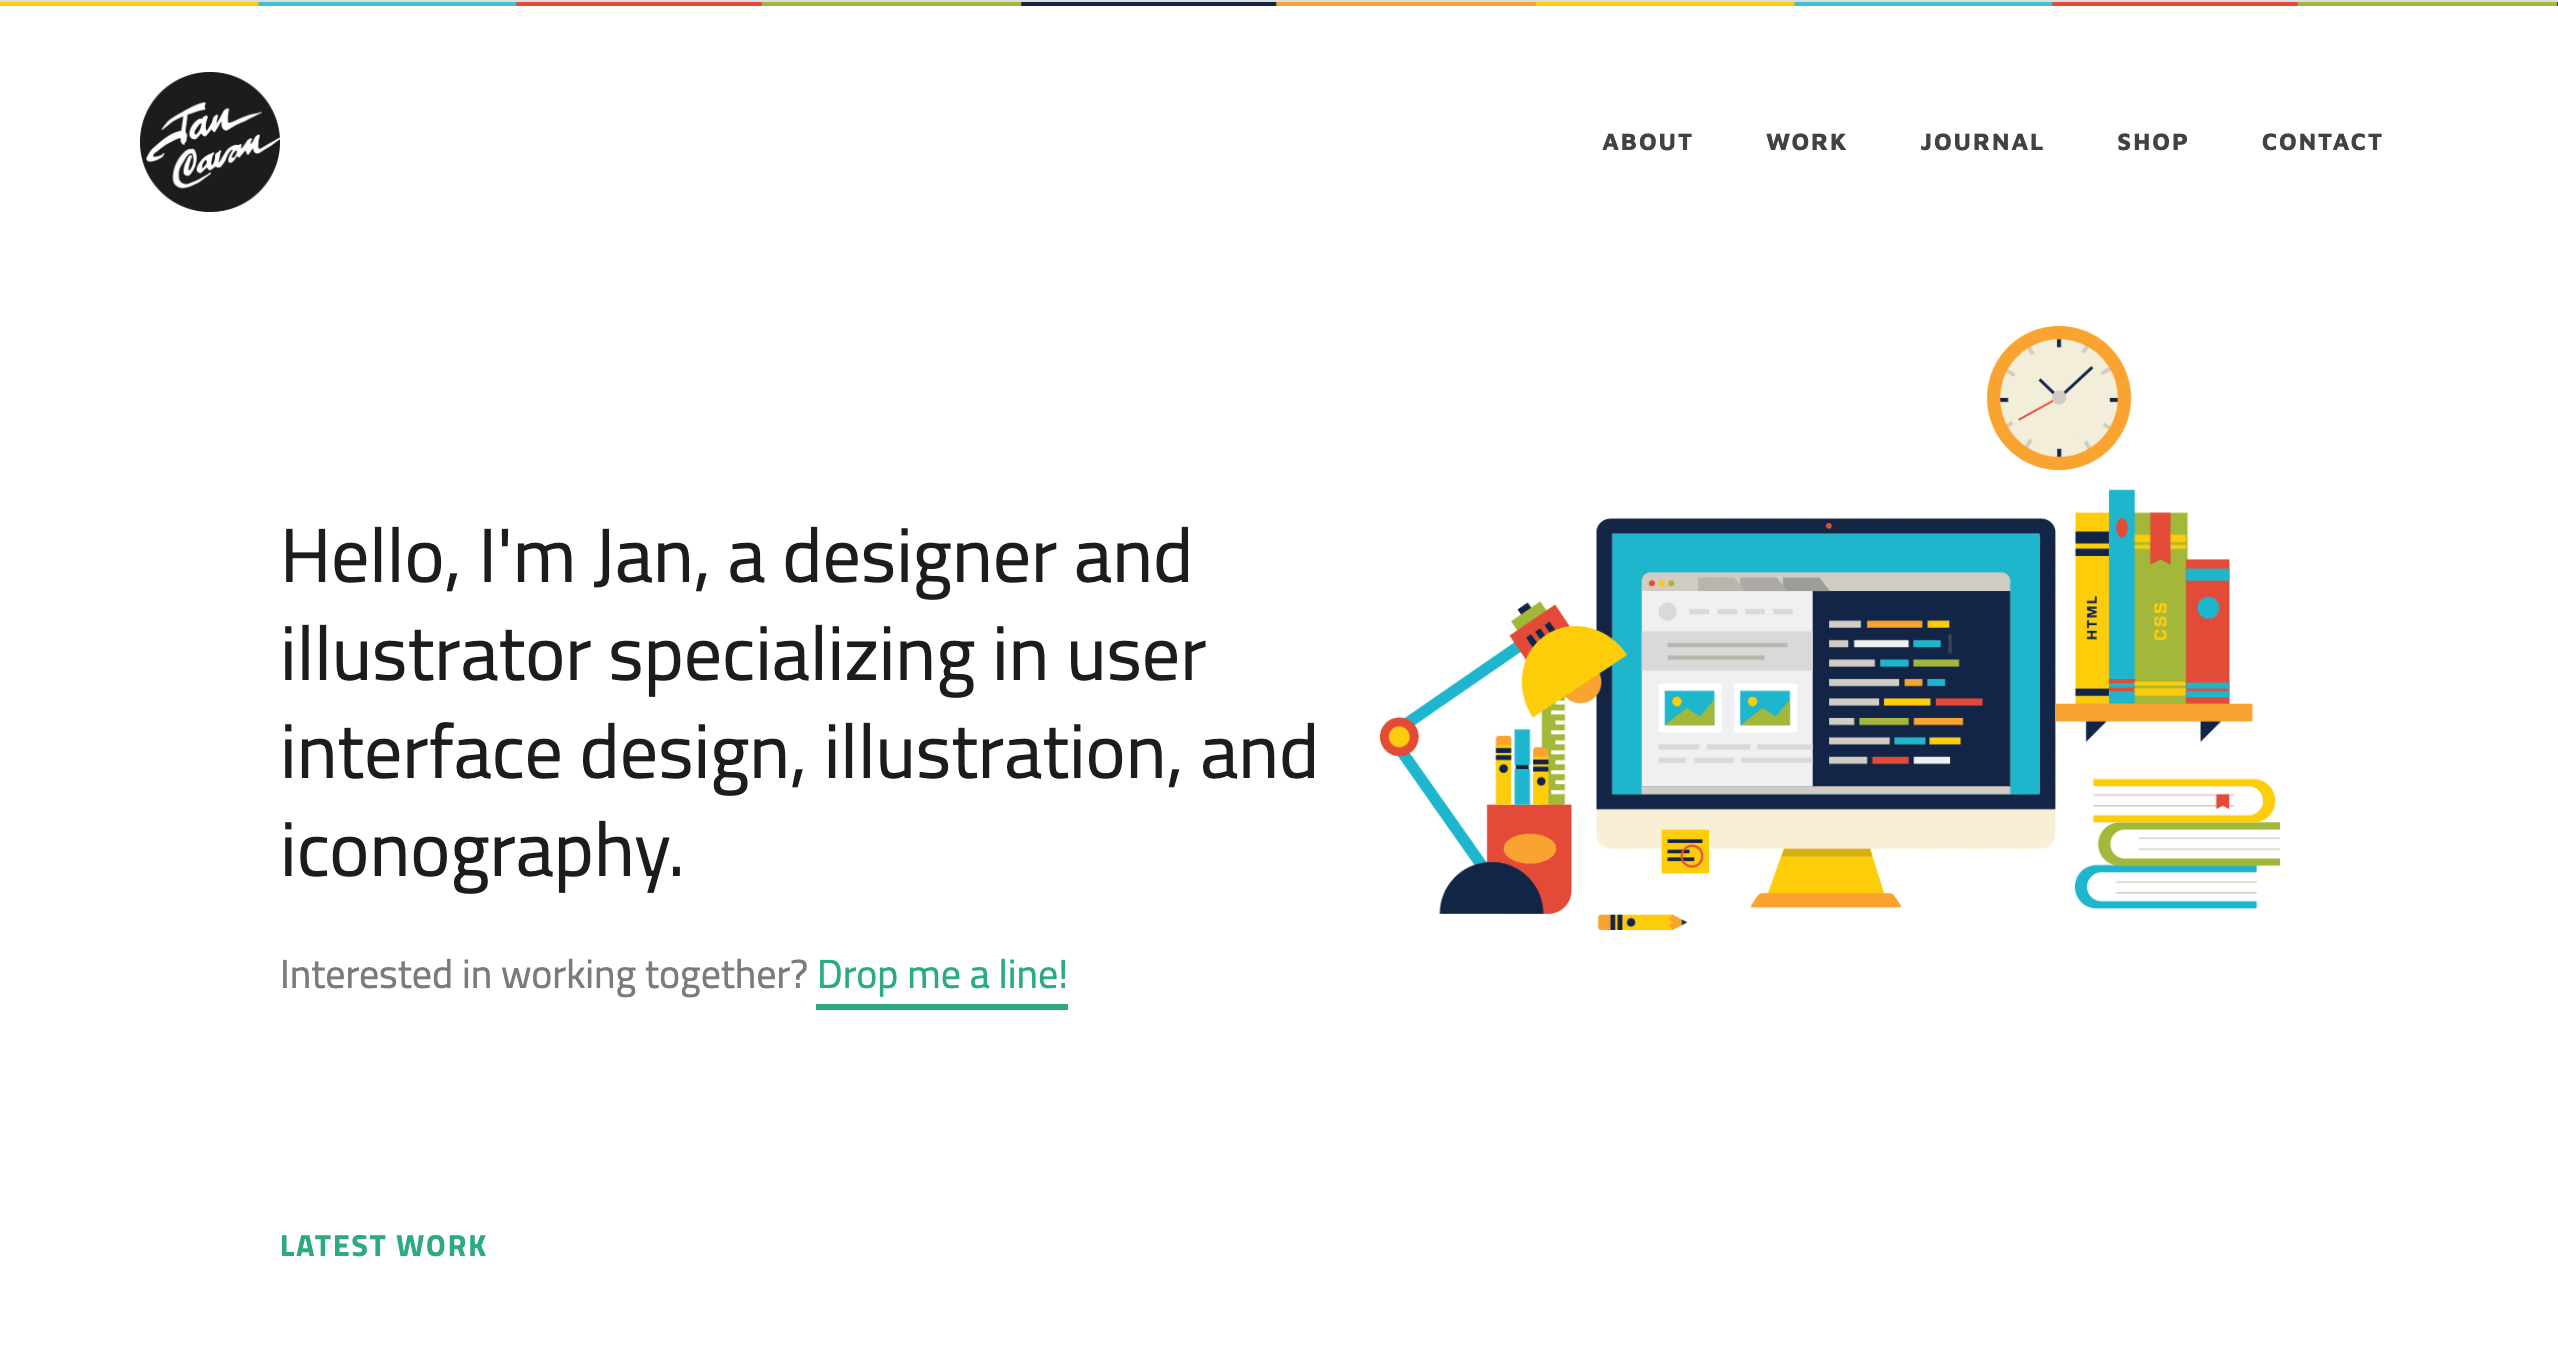 Jan
Cavan
ABOUT WORK JOURNAL SHOP CONTACT
Hello, I'm Jan, a designer and
illustrator specializing in user
interface design, illustration, and
iconography.
HTML
CSS
Interested in working together? Drop me a line!
LATEST WORK